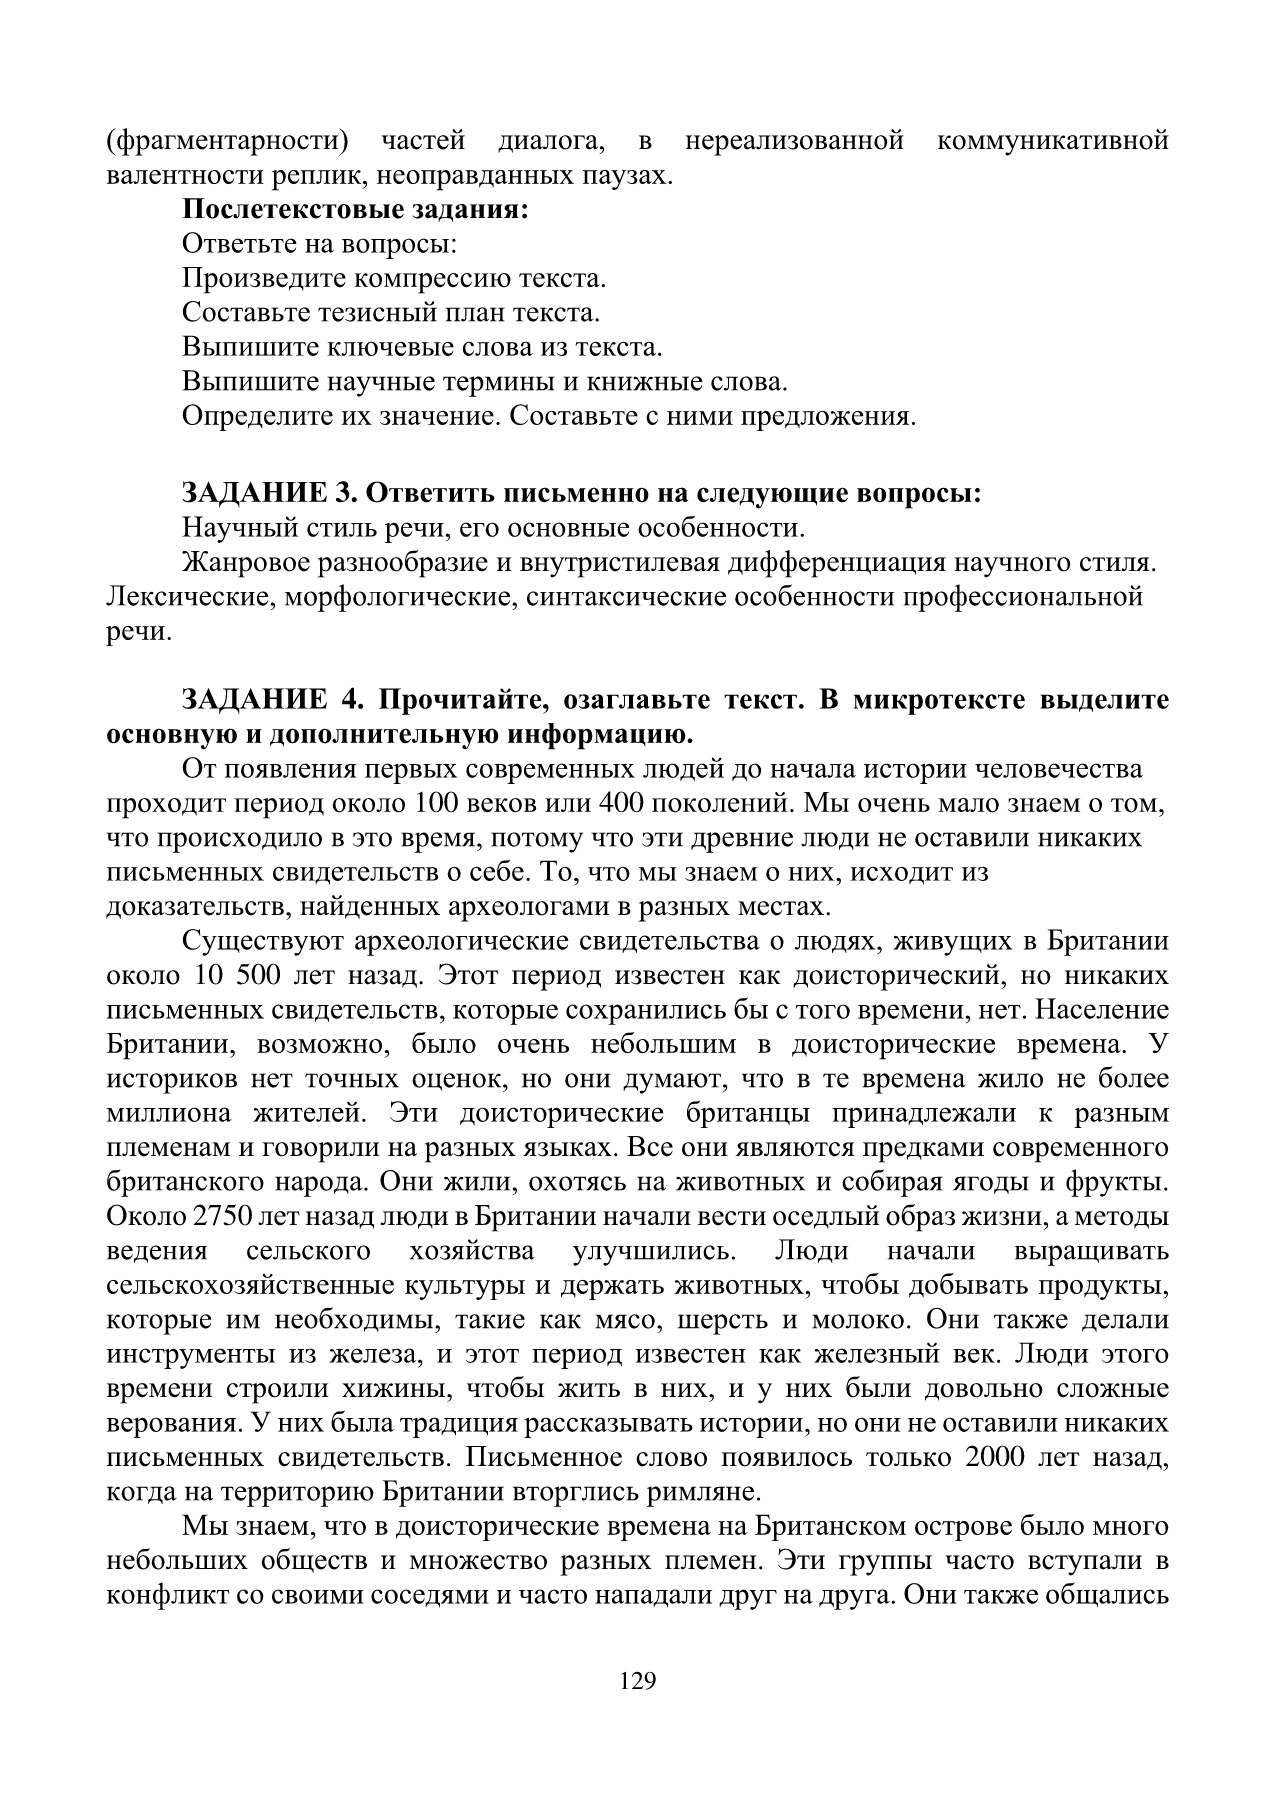 (фрагментарности) частей диалога, в нереализованной коммуникативной
валентности реплик, неоправданных паузах.
Послетекстовые задания:
Ответьте на вопросы:
Произведите компрессию текста.
Составьте тезисный план текста.
Выпишите ключевые слова из текста.
Выпишите научные термины и книжные слова.
Определите их значение. Составьте с ними предложения.
ЗАДАНИЕ 3. Ответить письменно на следующие вопросы:
Научный стиль речи, его основные особенности.
Жанровое разнообразие и внутристилевая дифференциация научного стиля.
Лексические, морфологические, синтаксические особенности профессиональной
речи.
ЗАДАНИЕ 4. Прочитайте, озаглавьте текст. В микротексте выделите
основную и дополнительную информацию.
От появления первых современных людей до начала истории человечества
проходит период около 100 веков или 400 поколений. Мы очень мало знаем о том,
что происходило в это время, потому что эти древние люди не оставили никаких
письменных свидетельств о себе. То, что мы знаем о них, исходит из
доказательств, найденных археологами в разных местах.
Существуют археологические свидетельства о людях, живущих в Британии
около 10 500 лет назад. Этот период известен как доисторический, но никаких
письменных свидетельств, которые сохранились бы с того времени, нет. Население
Британии, возможно, было очень небольшим в доисторические времена. У
историков нет точных оценок, но они думают, что в те времена жило не более
миллиона жителей. Эти доисторические британцы принадлежали к разным
племенам и говорили на разных языках. Все они являются предками современного
британского народа. Они жили, охотясь на животных и собирая ягоды и фрукты.
Около 2750 лет назад люди в Британии начали вести оседлый образ жизни, а методы
ведения сельского хозяйства улучшились. Люди начали выращивать
сельскохозяйственные культуры и держать животных, чтобы добывать продукты,
которые им необходимы, такие как мясо, шерсть и молоко. Они также делали
инструменты из железа, и этот период известен как железный век. Люди этого
времени строили хижины, чтобы жить в них, и у них были довольно сложные
верования. У них была традиция рассказывать истории, но они не оставили никаких
письменных свидетельств. Письменное слово появилось только 2000 лет назад,
когда на территорию Британии вторглись римляне.
Мы знаем, что в доисторические времена на Британском острове было много
небольших обществ и множество разных племен. Эти группы часто вступали в
конфликт со своими соседями и часто нападали друг на друга. Они также общались
129